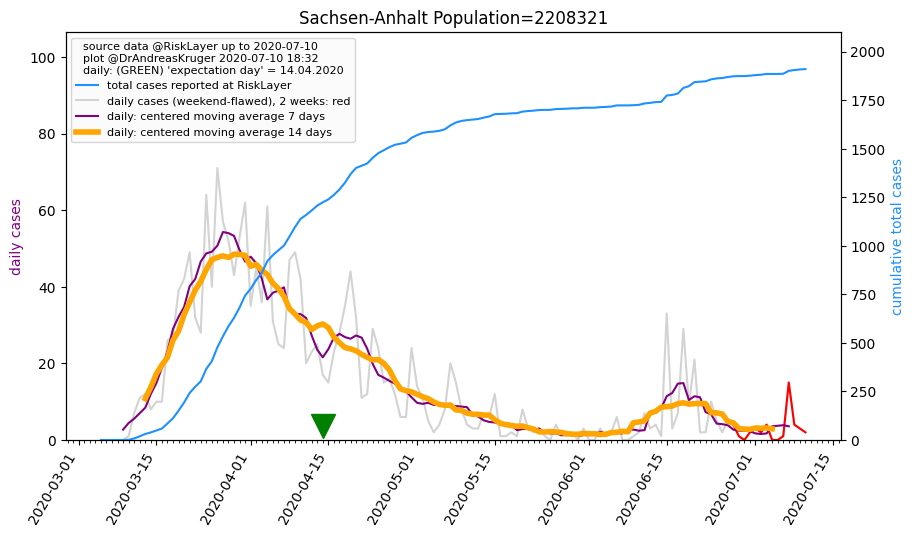 Sachsen-Anhalt Population=2208321
source data @RiskLayer up to 2020-07-10
plot @DrAndreasKruger 2020-07-10 18:32
daily: (GREEN) 'expectation day' = 14.04.2020
total cases reported at RiskLayer
daily cases (weekend-flawed), 2 weeks: red
daily: centered moving average 7 days
daily: centered moving average 14 days
daily cases
100
80
60
40
20
0
cumulative total cases
2000
1750
1500
1250
1000
750
500
250
0
2020-03-01
2020-03-15
2020-04-01
2020-04-15
2020-05-01
2020-05-15
2020-06-01
2020-06-15
2020-07-01
2020-07-15